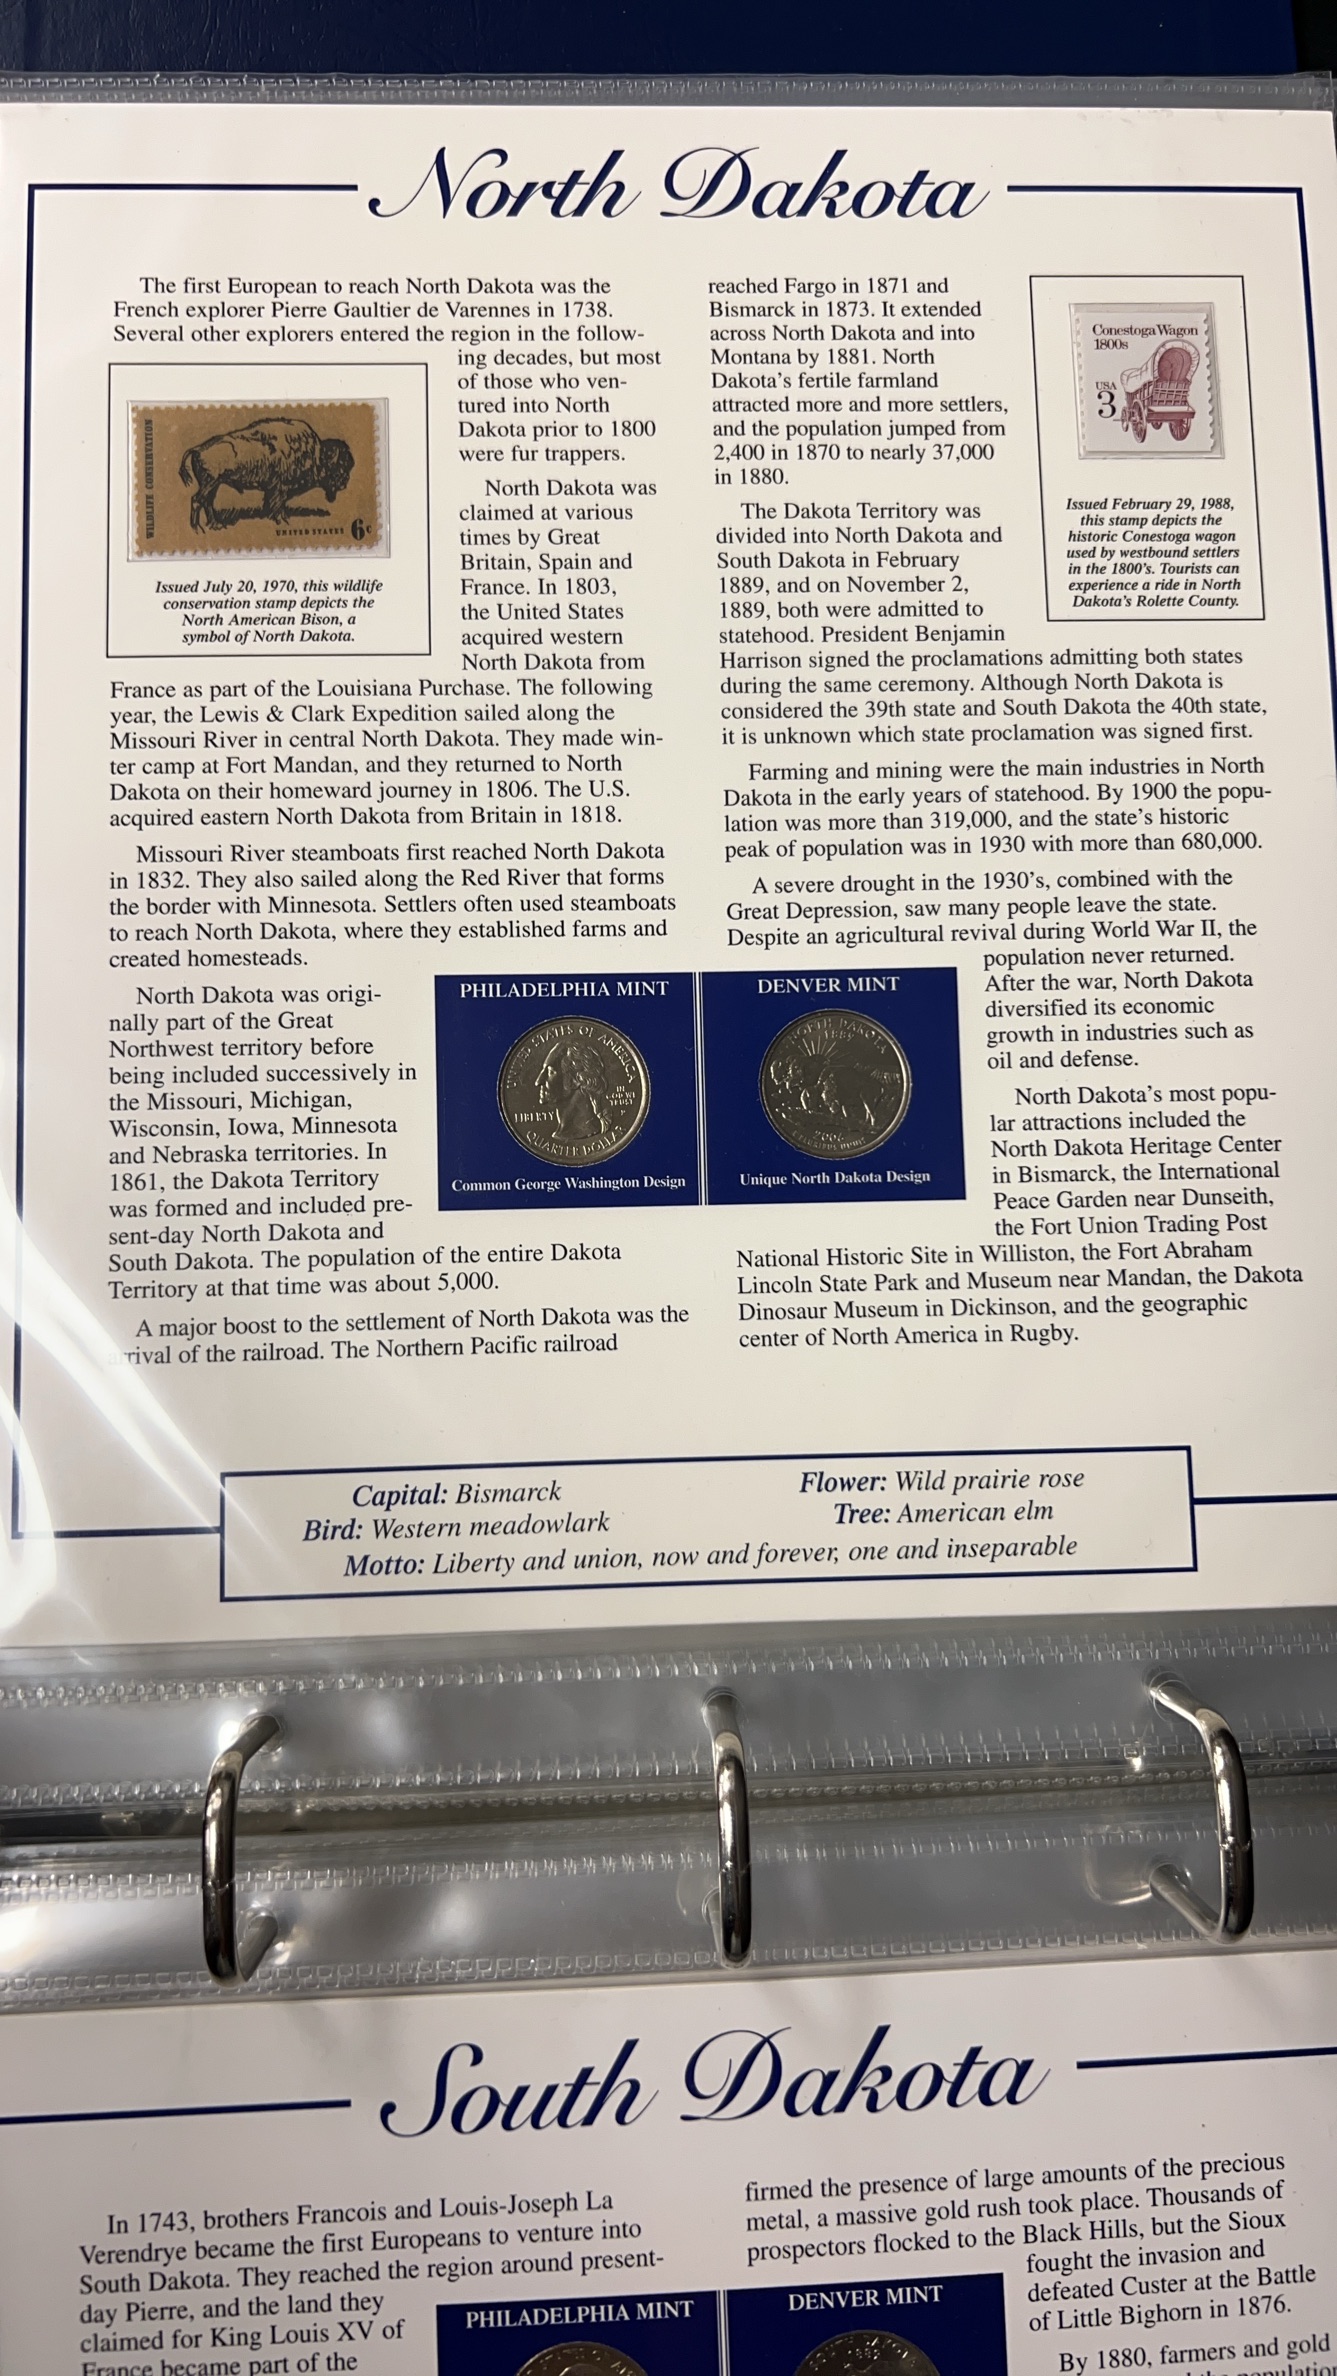 North Dakota
The first European to reach North Dakota was the
French explorer Pierre Gaultier de Varennes in 1738.
Several other explorers entered the region in the follow-
ing decades, but most
of those who ven-
tured into North
Dakota prior to 1800
were fur trappers.
WILDLIFE CONSERVATION
UNITED STATES 6c
Issued July 20, 1970, this wildlife
conservation stamp depicts the
North American Bison, a
symbol of North Dakota.
North Dakota was
claimed at various
times by Great
Britain, Spain and
France. In 1803,
the United States
acquired western
North Dakota from
France as part of the Louisiana Purchase. The following
year, the Lewis & Clark Expedition sailed along the
Missouri River in central North Dakota. They made win-
ter camp at Fort Mandan, and they returned to North
Dakota on their homeward journey in 1806. The U.S.
acquired eastern North Dakota from Britain in 1818.
Missouri River steamboats first reached North Dakota
in 1832. They also sailed along the Red River that forms
the border with Minnesota. Settlers often used steamboats
to reach North Dakota, where they established farms and
created homesteads.
North Dakota was origi-
nally part of the Great
Northwest territory before
being included successively in
the Missouri, Michigan,
Wisconsin, Iowa, Minnesota
and Nebraska territories. In
1861, the Dakota Territory
was formed and included pre-
sent-day North Dakota and
South Dakota. The population of the entire Dakota
Territory at that time was about 5,000.
A major boost to the settlement of North Dakota was the
arrival of the railroad. The Northern Pacific railroad
reached Fargo in 1871 and
Bismarck in 1873. It extended
across North Dakota and into
Montana by 1881. North
Dakota's fertile farmland
attracted more and more settlers,
and the population jumped from
2,400 in 1870 to nearly 37,000
in 1880.
Conestoga Wagon
1800s
USA
3
Issued February 29, 1988,
this stamp depicts the
historic Conestoga wagon
used by westbound settlers
in the 1800's. Tourists can
experience a ride in North
Dakota's Rolette County.
The Dakota Territory was
divided into North Dakota and
South Dakota in February
1889, and on November 2,
1889, both were admitted to
statehood. President Benjamin
Harrison signed the proclamations admitting both states
during the same ceremony. Although North Dakota is
considered the 39th state and South Dakota the 40th state,
it is unknown which state proclamation was signed first.
Farming and mining were the main industries in North
Dakota in the early years of statehood. By 1900 the popu-
lation was more than 319,000, and the state's historic
peak of population was in 1930 with more than 680,000.
A severe drought in the 1930's, combined with the
Great Depression, saw many people leave the state.
Despite an agricultural revival during World War II, the
population never returned.
After the war, North Dakota
diversified its economic
growth in industries such as
oil and defense.
North Dakota's most popu-
lar attractions included the
North Dakota Heritage Center
in Bismarck, the International
Peace Garden near Dunseith,
the Fort Union Trading Post
National Historic Site in Williston, the Fort Abraham
Lincoln State Park and Museum near Mandan, the Dakota
Dinosaur Museum in Dickinson, and the geographic
center of North America in Rugby.
PHILADELPHIA MINT
UNITED STATES OF AMERICA
LIBERTY
IN
GOD WE
TRUST
P
QUARTER DOLLAR
Common George Washington Design
DENVER MINT
NORTH DAKOTA
1889
2006
E PLURIBUS UNUM
Unique North Dakota Design
Capital: Bismarck
Flower: Wild prairie rose
Bird: Western meadowlark
Tree: American elm
Motto: Liberty and union, now and forever, one and inseparable
South Dakota
In 1743, brothers Francois and Louis-Joseph La
Verendrye became the first Europeans to venture into
South Dakota. They reached the region around present-
day Pierre, and the land they
claimed for King Louis XV of
France became part of the
PHILADELPHIA MINT
DENVER MINT
firmed the presence of large amounts of the precious
metal, a massive gold rush took place. Thousands of
prospectors flocked to the Black Hills, but the Sioux
fought the invasion and
defeated Custer at the Battle
of Little Bighorn in 1876.
By 1880, farmers and gold